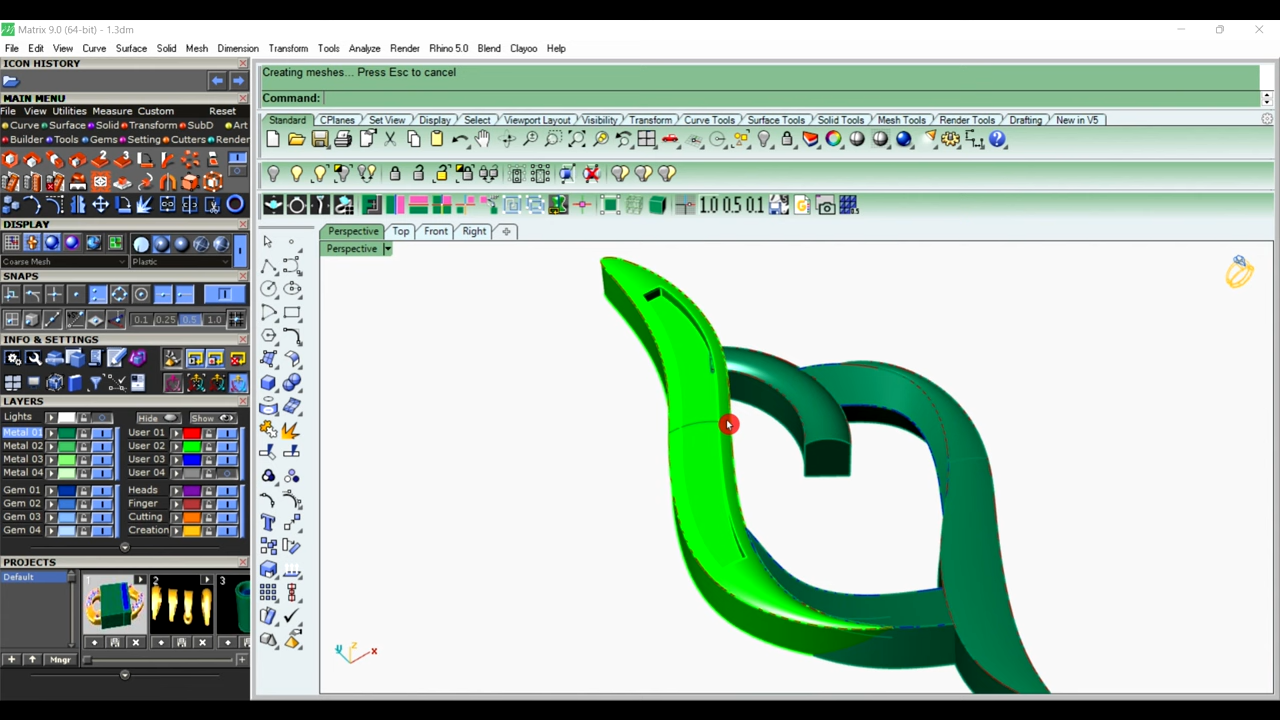 Matrix 9.0 (64-bit) - 1.3dm
File Edit View Curve Surface Solid Mesh Dimension Transform Tools Analyze Render Rhino 5.0 Blend Clayoo Help
ICON HISTORY
MAIN MENU
File View Utilities Measure Custom Reset
Curve Surface Solid Transform SubD Art
Builder Tools Gems Setting Cutters Render
DISPLAY
Coarse Mesh Plastic
SNAPS
0.1 0.25 0.5 1.0
INFO & SETTINGS
LAYERS
Lights Hide Show
Metal 01 User 01
Metal 02 User 02
Metal 03 User 03
Metal 04 User 04
Gem 01 Heads
Gem 02 Finger
Gem 03 Cutting
Gem 04 Creation
PROJECTS
Default 1 2 3
Mngr
Creating meshes... Press Esc to cancel
Command:
Standard CPlanes Set View Display Select Viewport Layout Visibility Transform Curve Tools Surface Tools Solid Tools Mesh Tools Render Tools Drafting New in V5
1.0 0.5 0.1
Perspective Top Front Right
Perspective
z
y
x